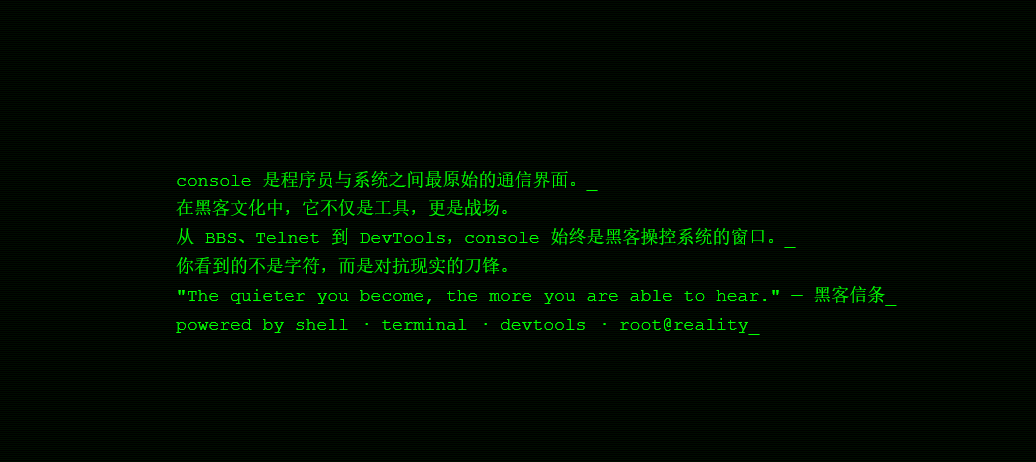 console 是程序员与系统之间最原始的通信界面。_
在黑客文化中，它不仅是工具，更是战场。
从 BBS、Telnet 到 DevTools，console 始终是黑客操控系统的窗口。_
你看到的不是字符，而是对抗现实的刀锋。
"The quieter you become, the more you are able to hear." — 黑客信条_
powered by shell · terminal · devtools · root@reality_